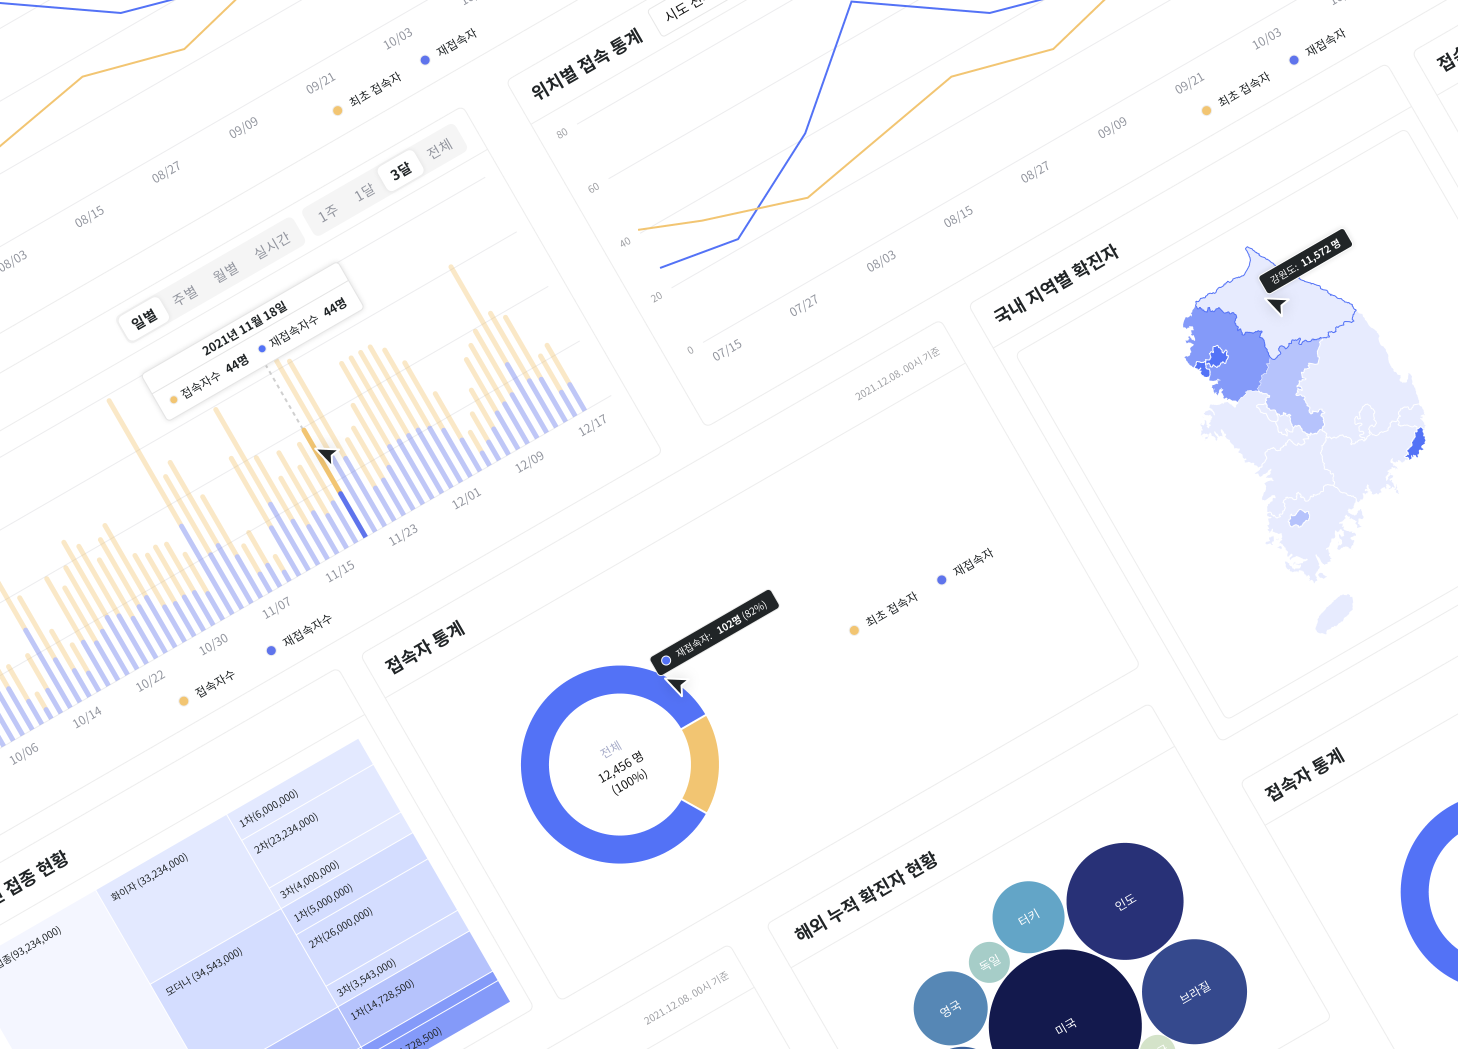 10/03
09/21
09/09
08/27
08/15
08/03
최초 접속자
재접속자
일별
주별
월별
실시간
1주
1달
3달
전체
2021년 11월 18일
접속자수 44명
재접속자수 44명
10/06
10/14
10/22
10/30
11/07
11/15
11/23
12/01
12/09
12/17
접속자수
재접속자수
위치별 접속 통계
80
60
40
20
0
07/15
07/27
08/03
08/15
08/27
09/09
09/21
10/03
최초 접속자
재접속자
2021.12.08. 00시 기준
국내 지역별 확진자
강원도: 11,572 명
접속자 통계
재접속자: 102명 (82%)
전체
12,456 명
(100%)
최초 접속자
재접속자
접종 현황
화이자 (33,234,000)
1차(6,000,000)
2차(23,234,000)
3차(4,000,000)
모더나 (34,543,000)
1차(5,000,000)
2차(26,000,000)
3차(3,543,000)
1차(14,728,500)
2021.12.08. 00시 기준
해외 누적 확진자 현황
터키
인도
독일
영국
미국
브라질
접속자 통계